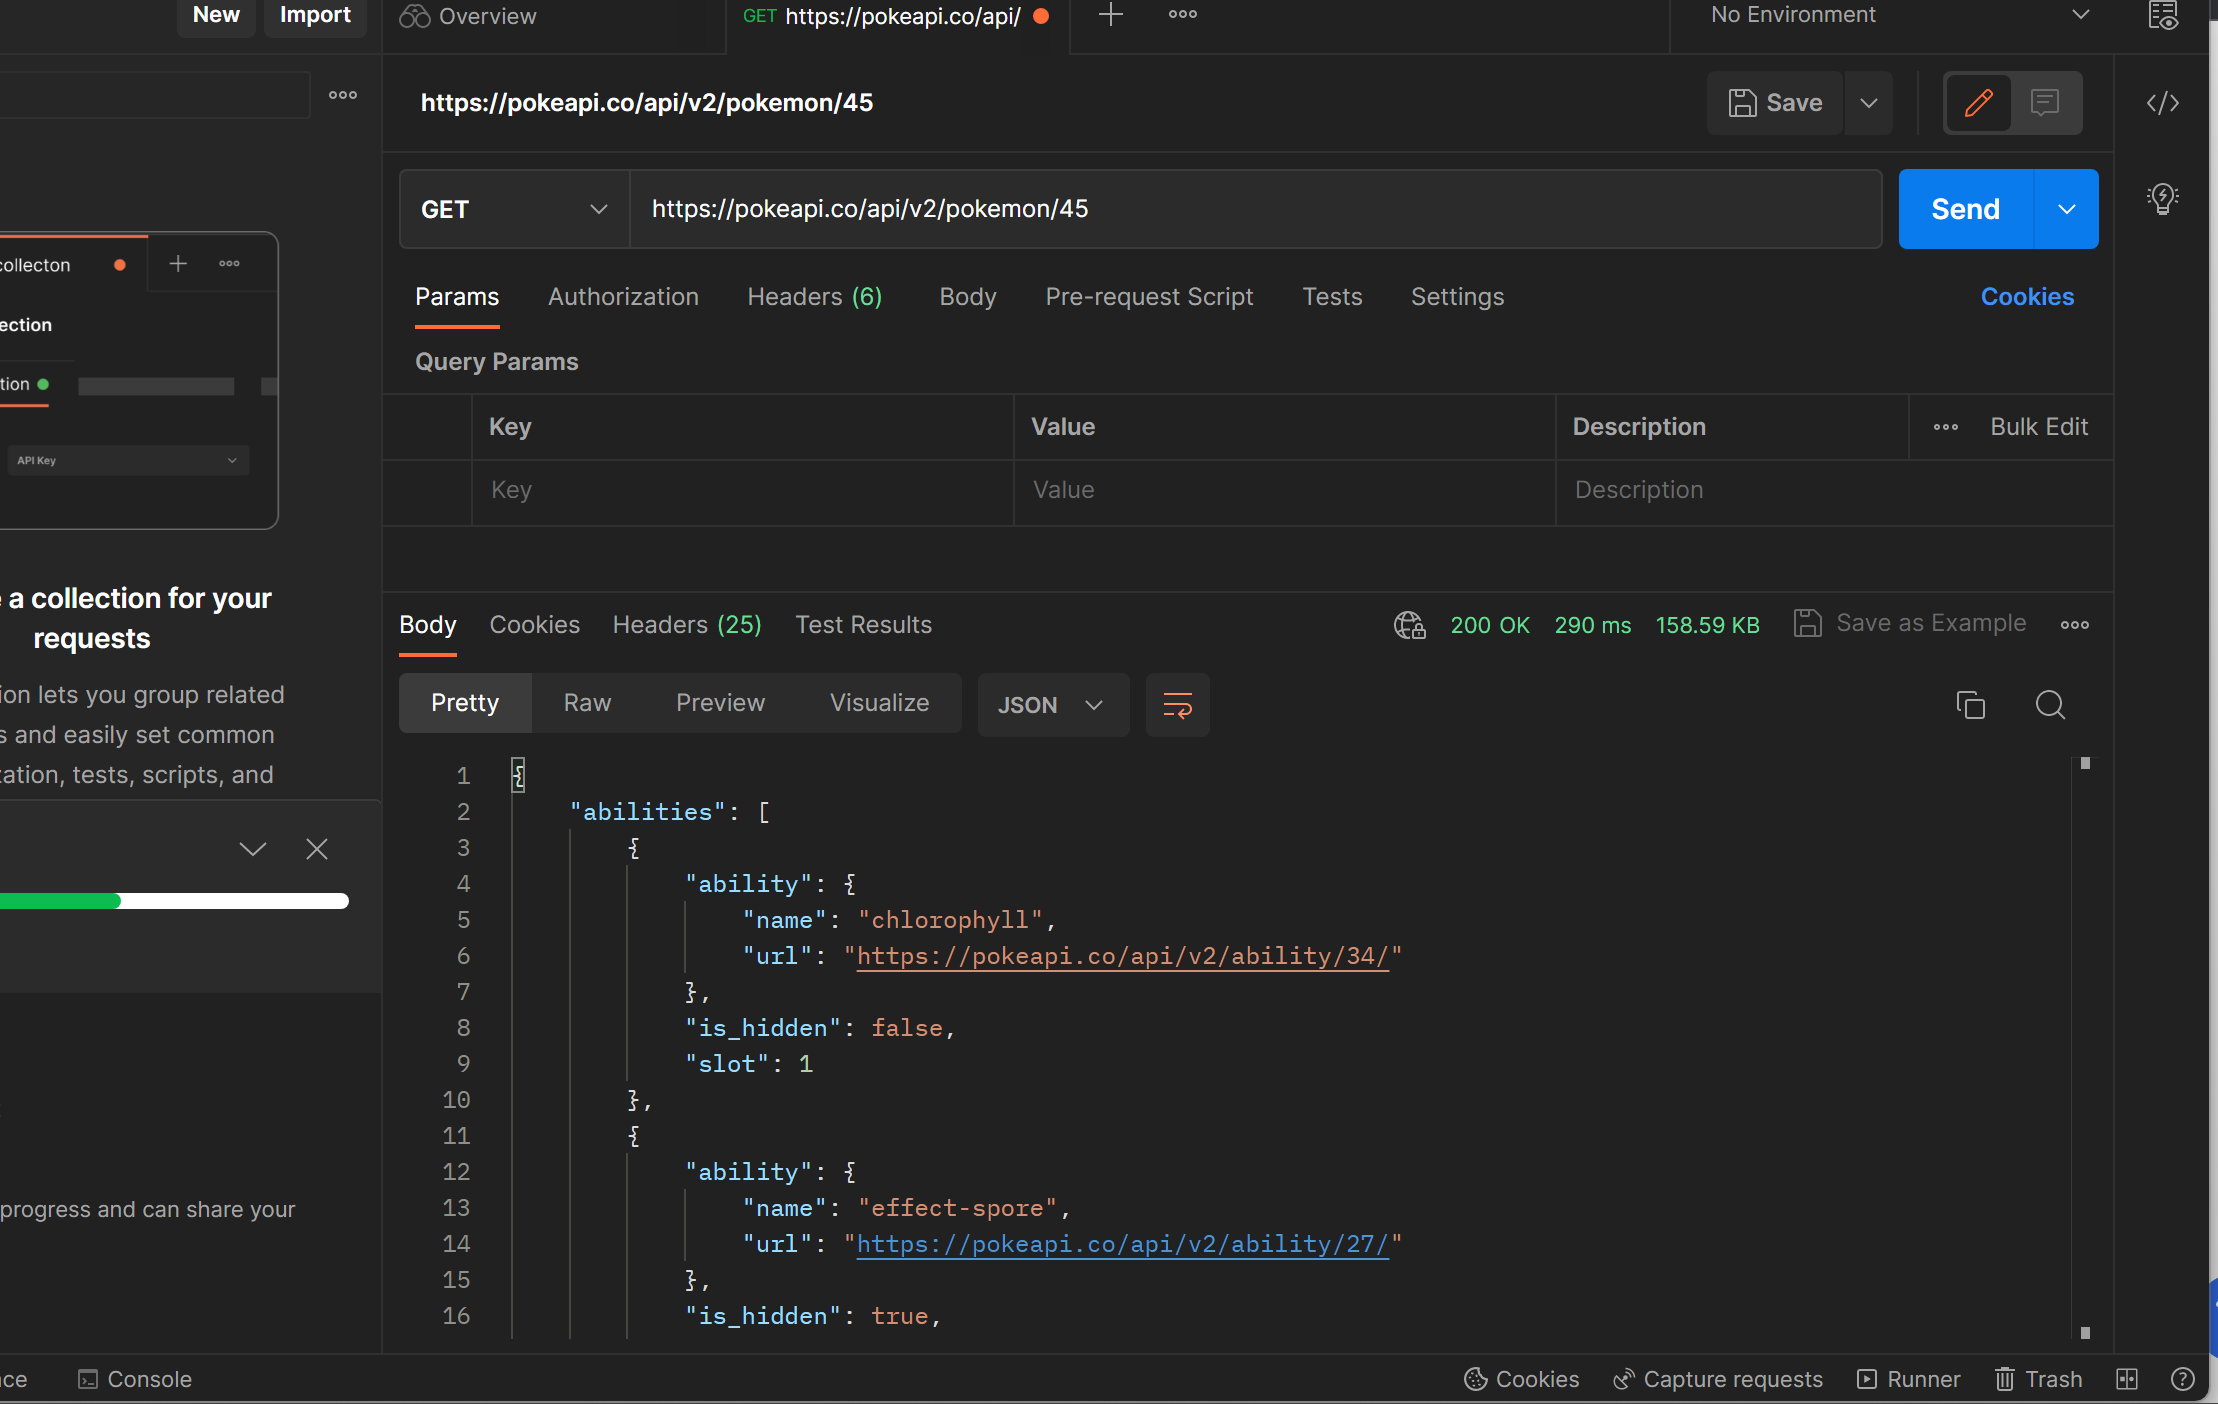 New Import Overview GET https://pokeapi.co/api/ No Environment
https://pokeapi.co/api/v2/pokemon/45 Save
GET https://pokeapi.co/api/v2/pokemon/45 Send
Params Authorization Headers (6) Body Pre-request Script Tests Settings Cookies
Query Params
Key Value Description Bulk Edit
Key Value Description
collecton
ection
tion
API Key
a collection for your
requests
ion lets you group related
s and easily set common
ation, tests, scripts, and
progress and can share your
Body Cookies Headers (25) Test Results 200 OK 290 ms 158.59 KB Save as Example
Pretty Raw Preview Visualize JSON
1 {
2 "abilities": [
3 {
4 "ability": {
5 "name": "chlorophyll",
6 "url": "https://pokeapi.co/api/v2/ability/34/"
7 },
8 "is_hidden": false,
9 "slot": 1
10 },
11 {
12 "ability": {
13 "name": "effect-spore",
14 "url": "https://pokeapi.co/api/v2/ability/27/"
15 },
16 "is_hidden": true,
ce Console Cookies Capture requests Runner Trash